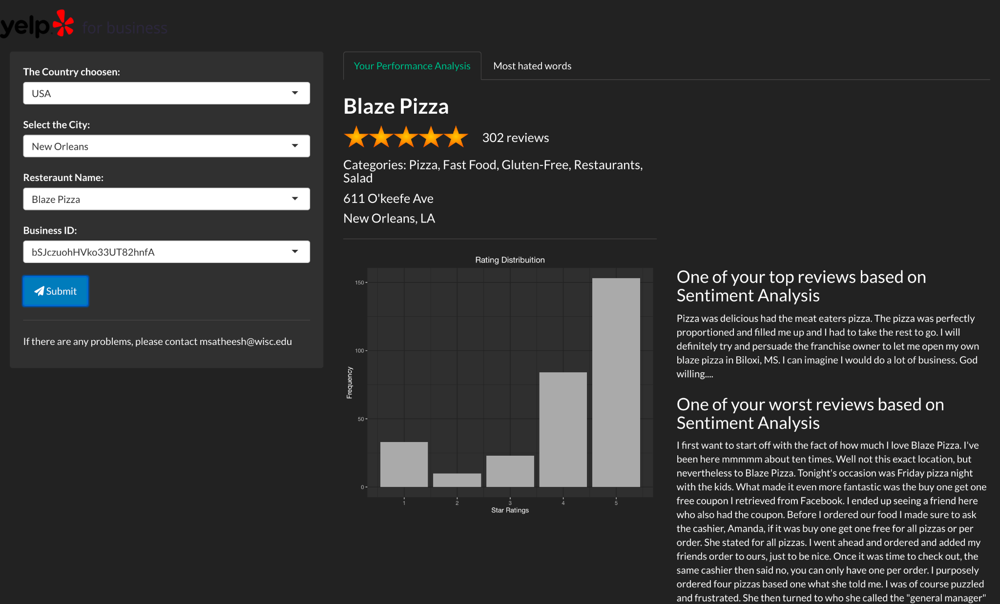 yelp for business
The Country choosen:
USA
Select the City:
New Orleans
Resteraunt Name:
Blaze Pizza
Business ID:
bSJczuohHVko33UT82hnfA
Submit
If there are any problems, please contact msatheesh@wisc.edu
Your Performance Analysis
Most hated words
Blaze Pizza
302 reviews
Categories: Pizza, Fast Food, Gluten-Free, Restaurants,
Salad
611 O'keefe Ave
New Orleans, LA
Rating Distribuition
150
100
50
0
Frequency
1 2 3 4 5
Star Ratings
One of your top reviews based on
Sentiment Analysis
Pizza was delicious had the meat eaters pizza. The pizza was perfectly
proportioned and filled me up and I had to take the rest to go. I will
definitely try and persuade the franchise owner to let me open my own
blaze pizza in Biloxi, MS. I can imagine I would do a lot of business. God
willing....
One of your worst reviews based on
Sentiment Analysis
I first want to start off with the fact of how much I love Blaze Pizza. I've
been here mmmmm about ten times. Well not this exact location, but
nevertheless to Blaze Pizza. Tonight's occasion was Friday pizza night
with the kids. What made it even more fantastic was the buy one get one
free coupon I retrieved from Facebook. I ended up seeing a friend here
who also had the coupon. Before I ordered our food I made sure to ask
the cashier, Amanda, if it was buy one get one free for all pizzas or per
order. She stated for all pizzas. I went ahead and ordered and added my
friends order to ours, just to be nice. Once it was time to check out, the
same cashier then said no, you can only have one per order. I purposely
ordered four pizzas based one what she told me. I was of course puzzled
and frustrated. She then turned to who she called the "general manager"